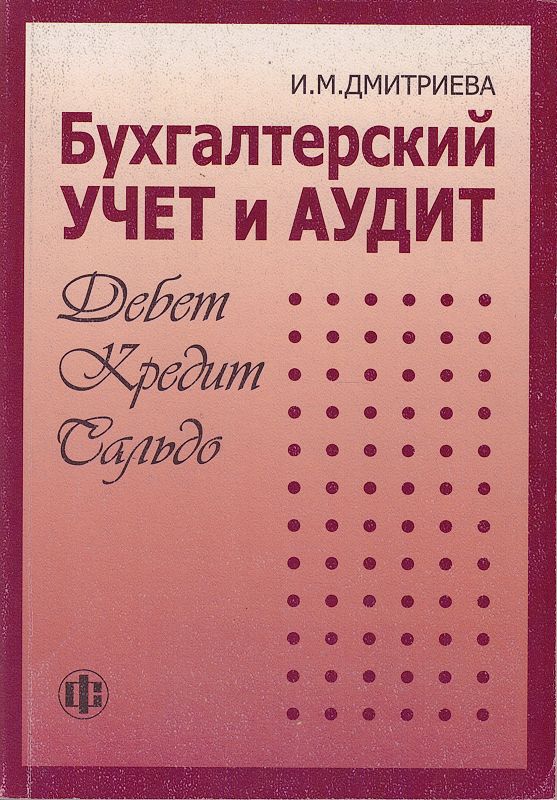 И.М.ДМИТРИЕВА
Бухгалтерский
УЧЕТ и АУДИТ
Дебет
Кредит
Сальдо